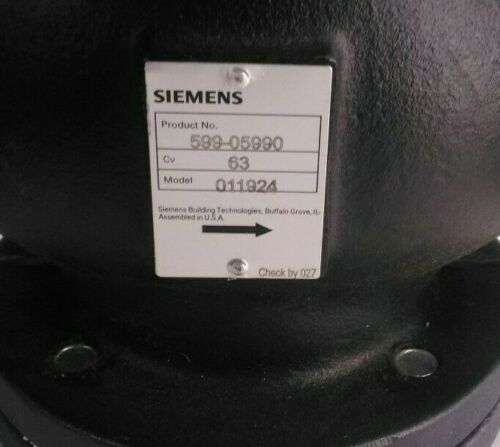 SIEMENS
Product No.
599-05990
Cv
63
Model
011924
Siemens Building Technologies, Buffalo Grove, IL.
Assembled in U.S.A.
Check by 027